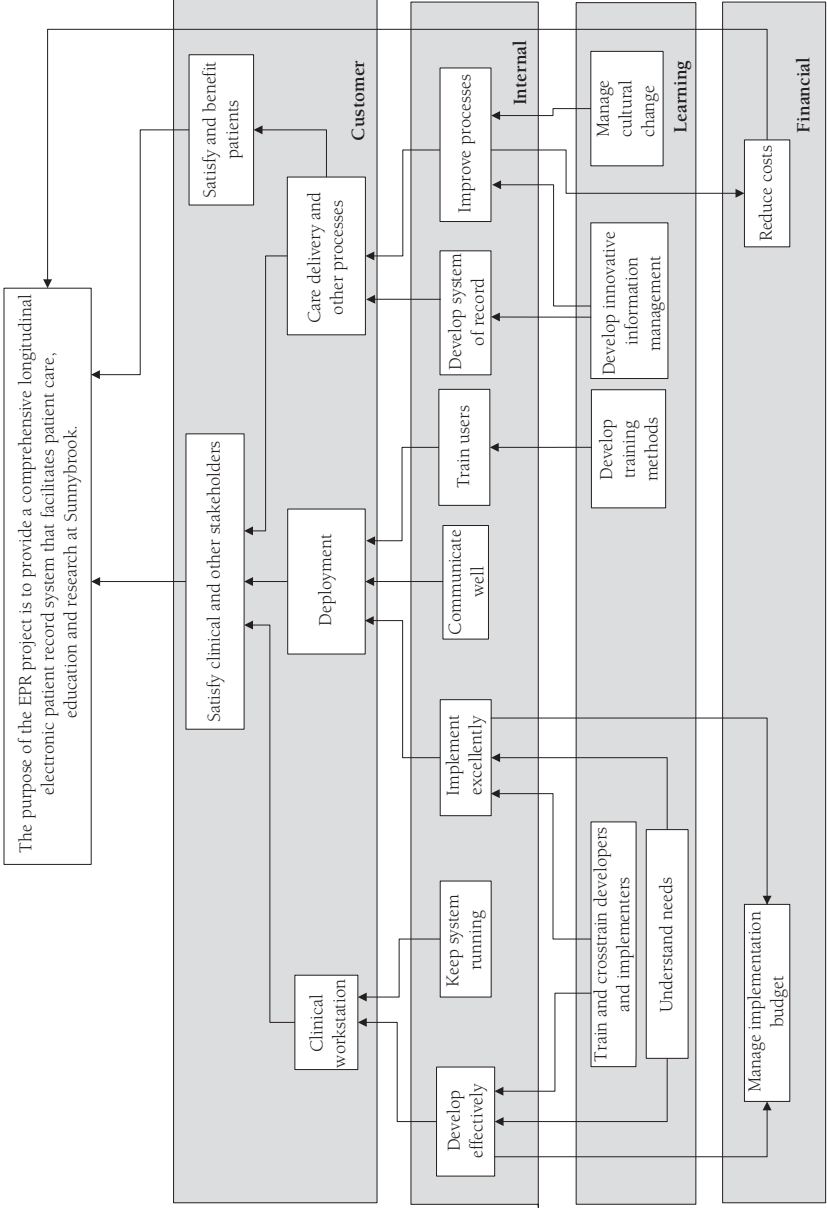 The purpose of the EPR project is to provide a comprehensive longitudinal
electronic patient record system that facilitates patient care,
education and research at Sunnybrook.
Customer
Satisfy clinical and other stakeholders
Satisfy and benefit
patients
Clinical
workstation
Deployment
Care delivery and
other processes
Internal
Develop
effectively
Keep system
running
Implement
excellently
Communicate
well
Train users
Develop system
of record
Improve processes
Learning
Train and crosstrain developers
and implementers
Understand needs
Develop
training
methods
Develop innovative
information
management
Manage
cultural
change
Financial
Manage implementation
budget
Reduce costs